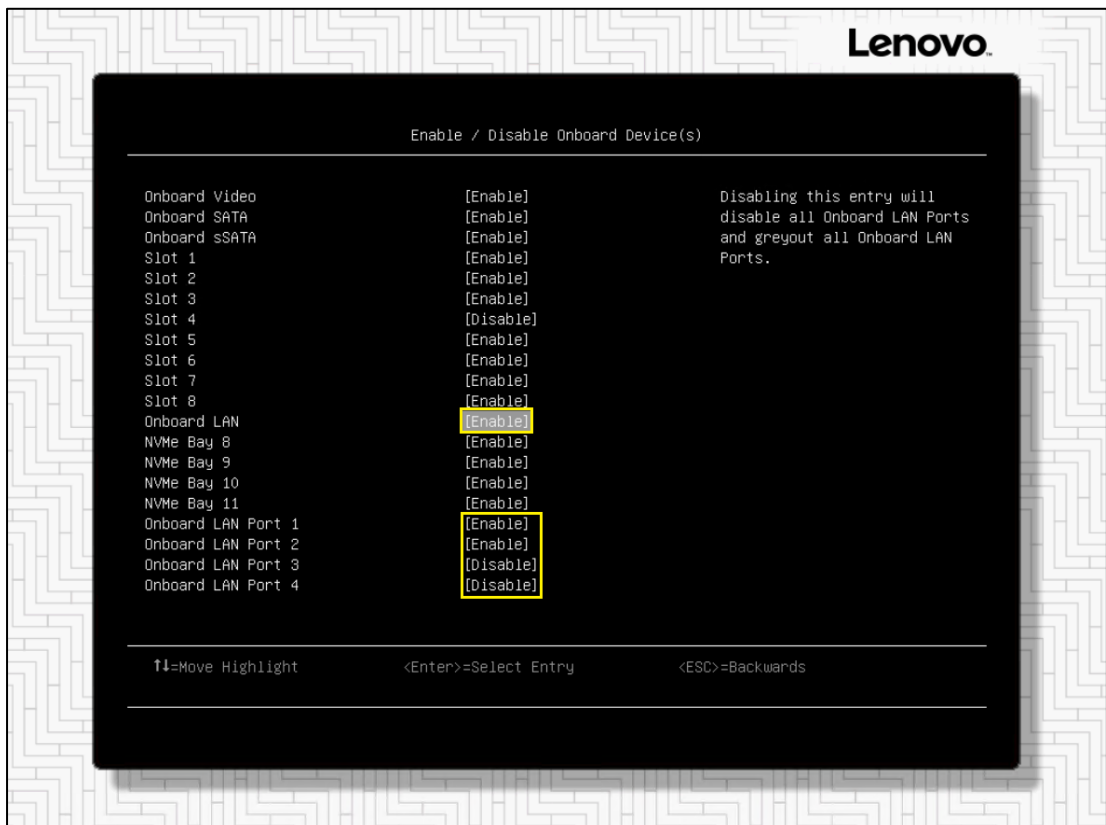 Lenovo
Enable / Disable Onboard Device(s)
Onboard Video [Enable] Disabling this entry will
Onboard SATA [Enable] disable all Onboard LAN Ports
Onboard sSATA [Enable] and greyout all Onboard LAN
Slot 1 [Enable] Ports.
Slot 2 [Enable]
Slot 3 [Enable]
Slot 4 [Disable]
Slot 5 [Enable]
Slot 6 [Enable]
Slot 7 [Enable]
Slot 8 [Enable]
Onboard LAN [Enable]
NVMe Bay 8 [Enable]
NVMe Bay 9 [Enable]
NVMe Bay 10 [Enable]
NVMe Bay 11 [Enable]
Onboard LAN Port 1 [Enable]
Onboard LAN Port 2 [Enable]
Onboard LAN Port 3 [Disable]
Onboard LAN Port 4 [Disable]
↑↓=Move Highlight <Enter>=Select Entry <ESC>=Backwards